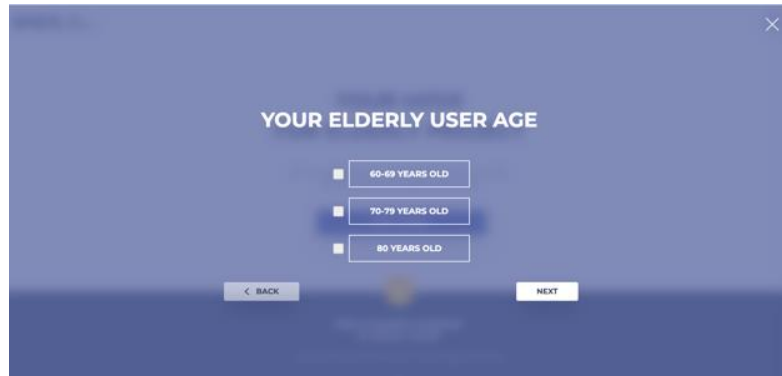 YOUR ELDERLY USER AGE
60-69 YEARS OLD
70-79 YEARS OLD
80 YEARS OLD
< BACK
NEXT